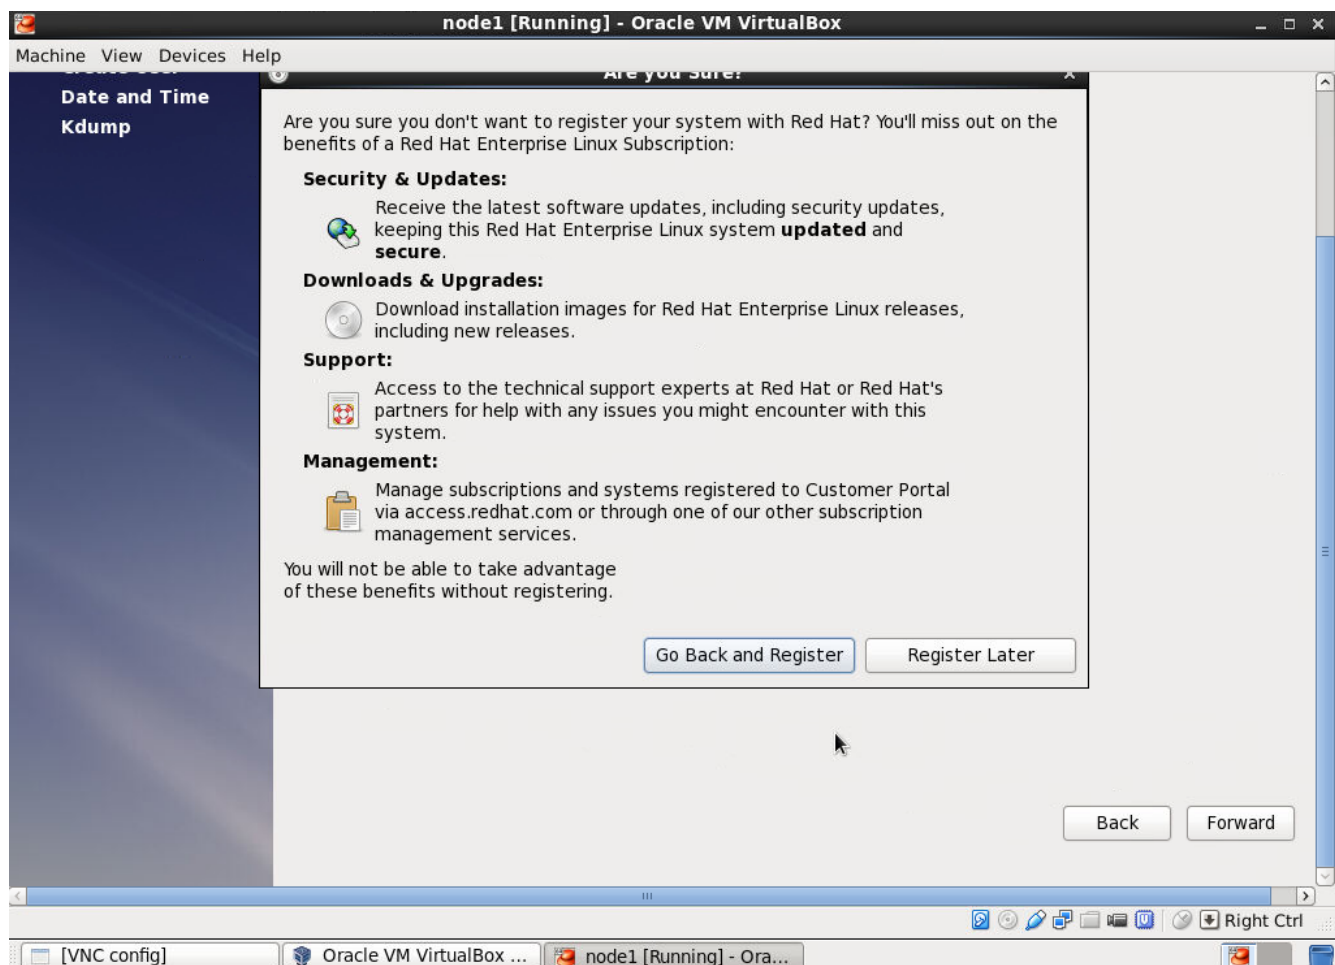 node1 [Running] - Oracle VM VirtualBox
Machine View Devices Help
Create User
Date and Time
Kdump
Are you Sure?
Are you sure you don't want to register your system with Red Hat? You'll miss out on the
benefits of a Red Hat Enterprise Linux Subscription:
Security & Updates:
Receive the latest software updates, including security updates,
keeping this Red Hat Enterprise Linux system updated and
secure.
Downloads & Upgrades:
Download installation images for Red Hat Enterprise Linux releases,
including new releases.
Support:
Access to the technical support experts at Red Hat or Red Hat's
partners for help with any issues you might encounter with this
system.
Management:
Manage subscriptions and systems registered to Customer Portal
via access.redhat.com or through one of our other subscription
management services.
You will not be able to take advantage
of these benefits without registering.
Go Back and Register Register Later
Back Forward
Right Ctrl
[VNC config] Oracle VM VirtualBox ... node1 [Running] - Ora...